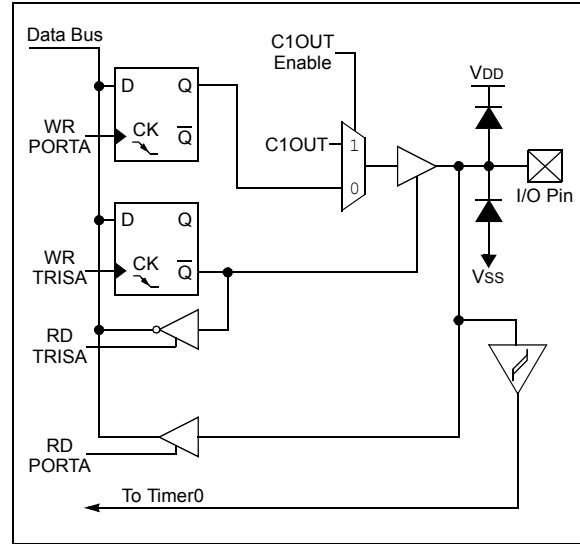 Data Bus
C1OUT
Enable
VDD
D
Q
WR
PORTA
CK
Q
C1OUT
1
0
I/O Pin
D
Q
WR
TRISA
CK
Q
VSS
RD
TRISA
RD
PORTA
To Timer0